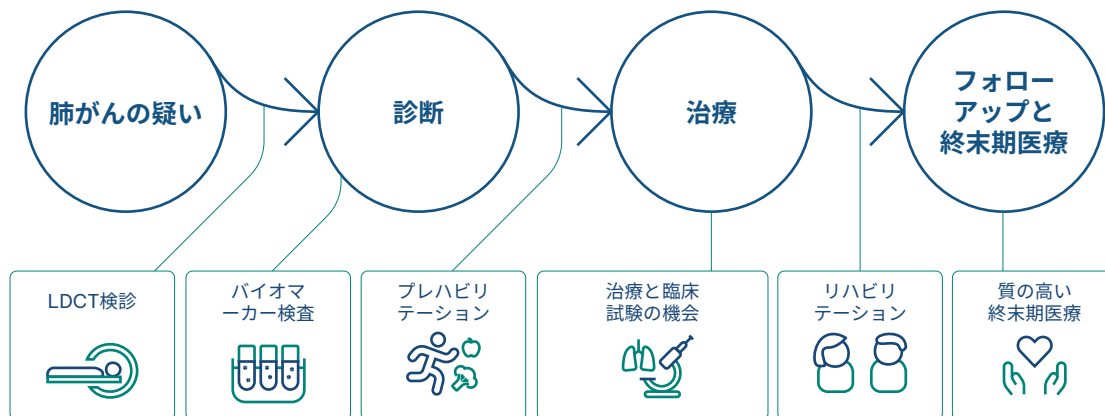 肺がんの疑い
診断
治療
フォロー
アップと
終末期医療
LDCT検診
バイオマ
ーカー検査
プレハビリ
テーション
治療と臨床
試験の機会
リハビリ
テーション
質の高い
終末期医療